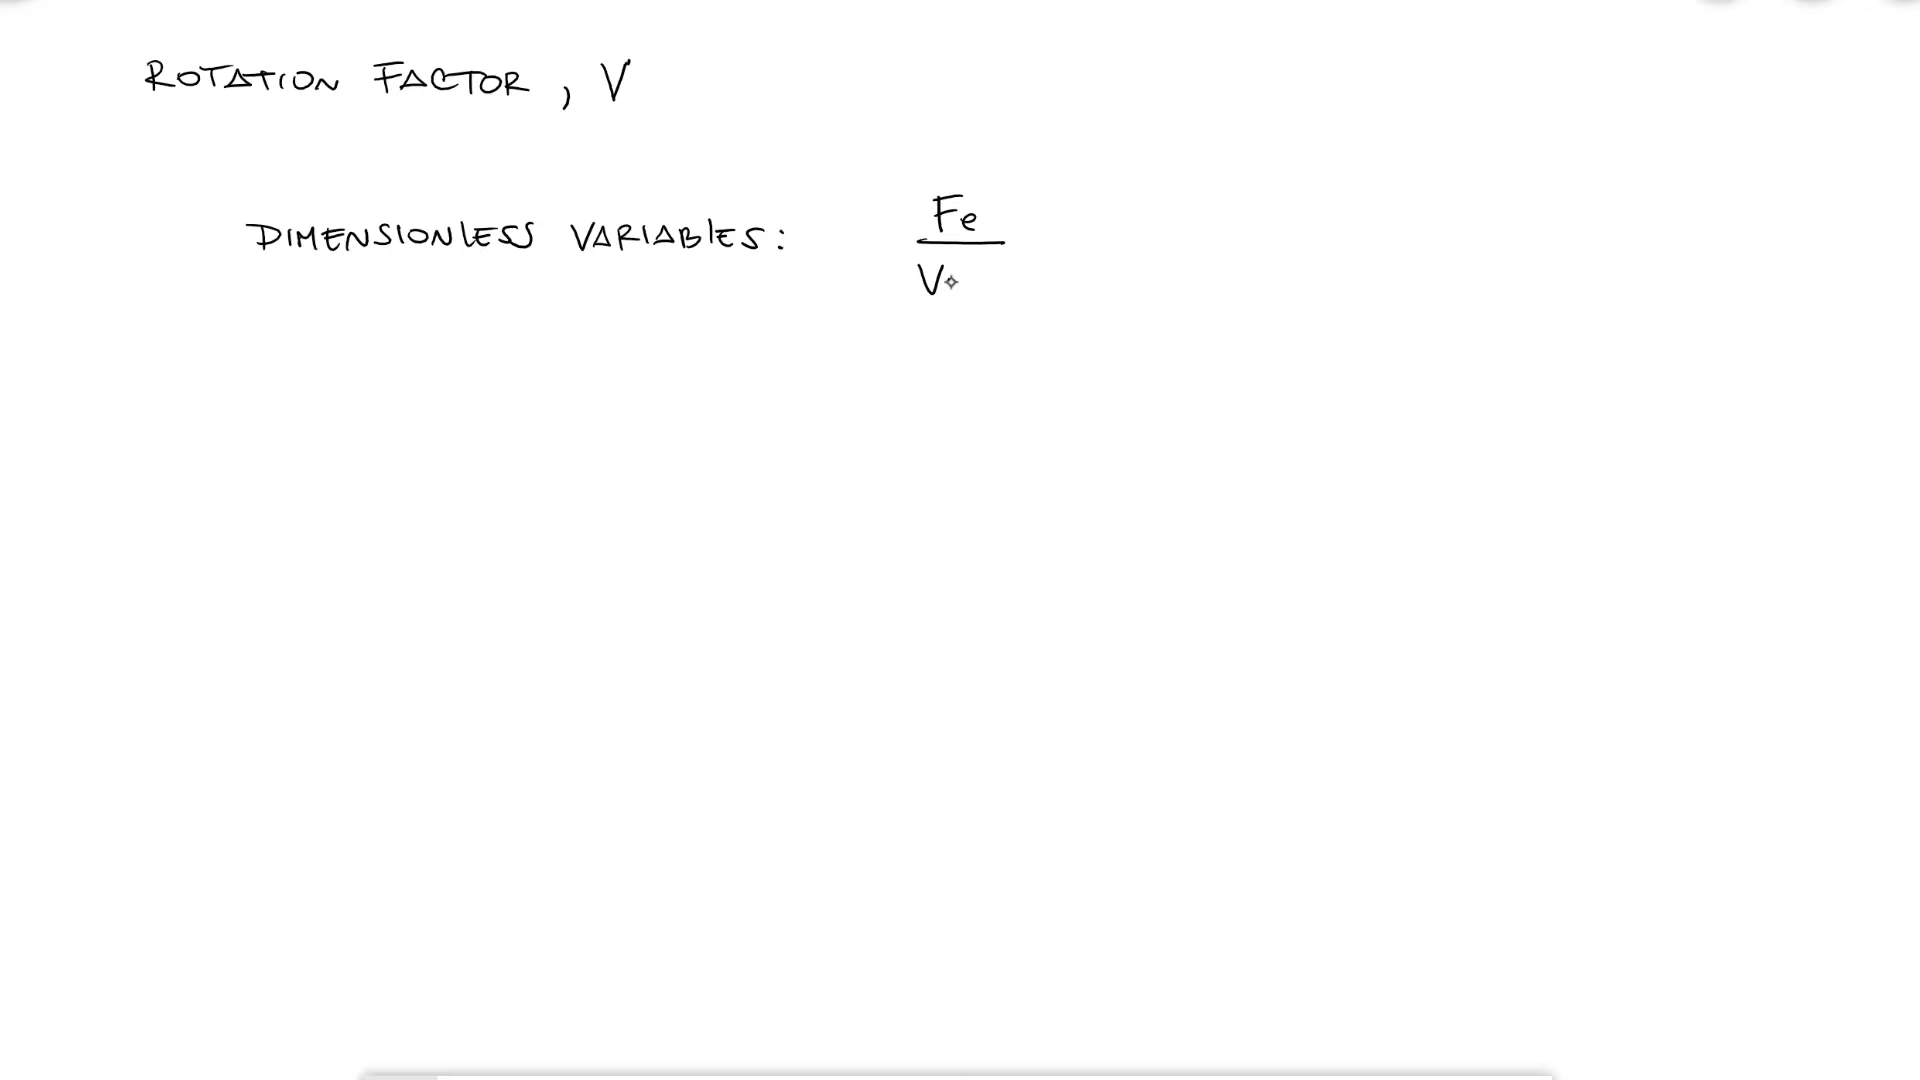 ROTATION FACTOR, V
DIMENSIONLESS VARIABLES:
Fe
V